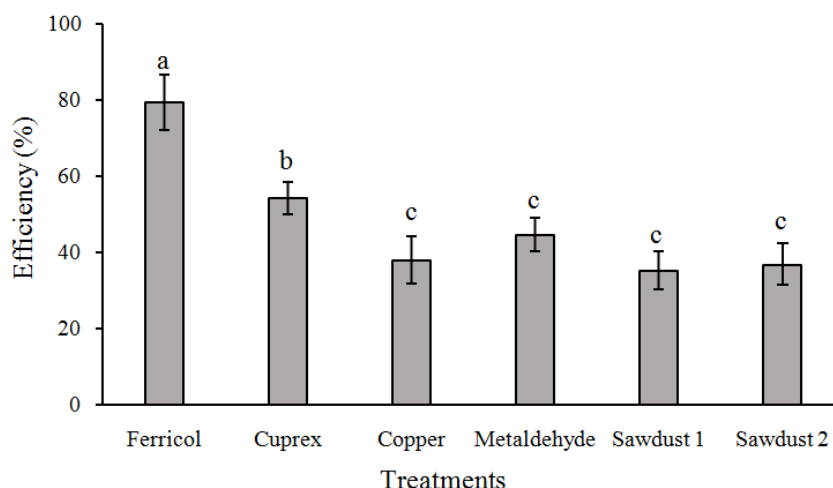 100
80
60
40
20
0
Efficiency (%)
a
b
c
c
c
c
Ferricol Cuprex Copper Metaldehyde Sawdust 1 Sawdust 2
Treatments